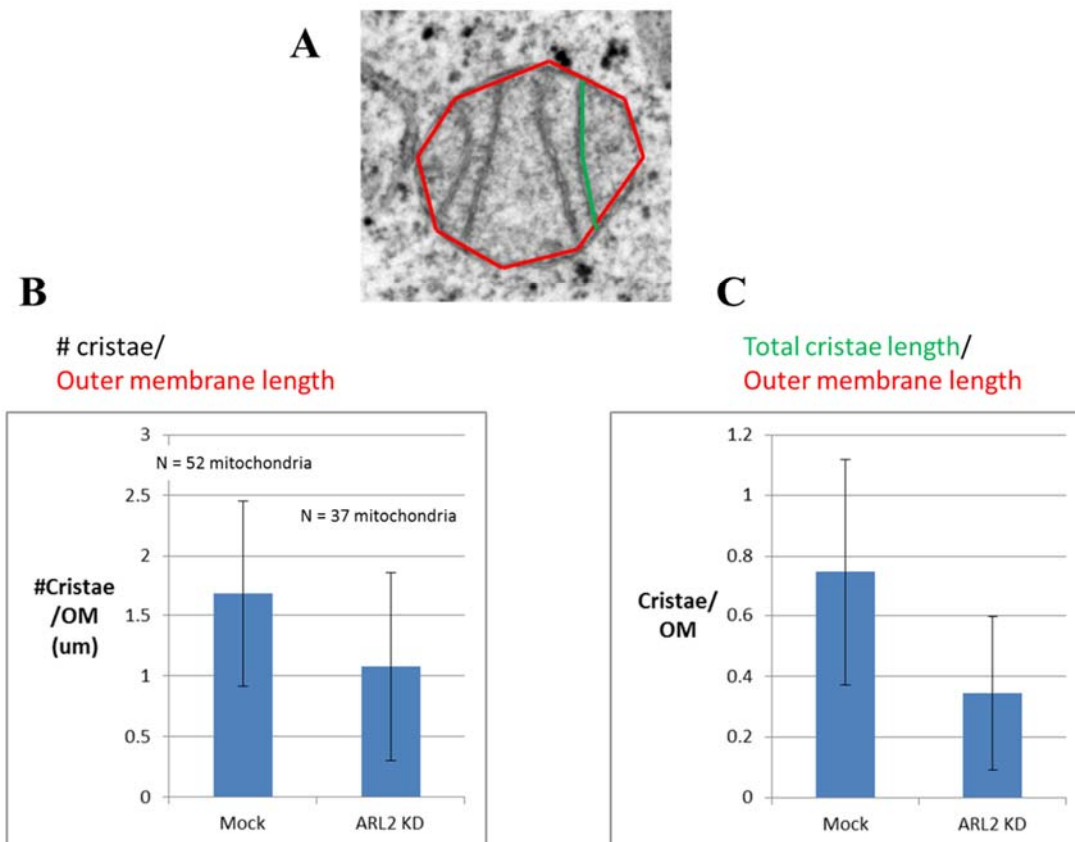 A
B
# cristae/
Outer membrane length
3
2.5
2
1.5
1
0.5
0
N = 52 mitochondria
N = 37 mitochondria
#Cristae
/OM
(um)
Mock
ARL2 KD
C
Total cristae length/
Outer membrane length
1.2
1
0.8
0.6
0.4
0.2
0
Cristae/
OM
Mock
ARL2 KD